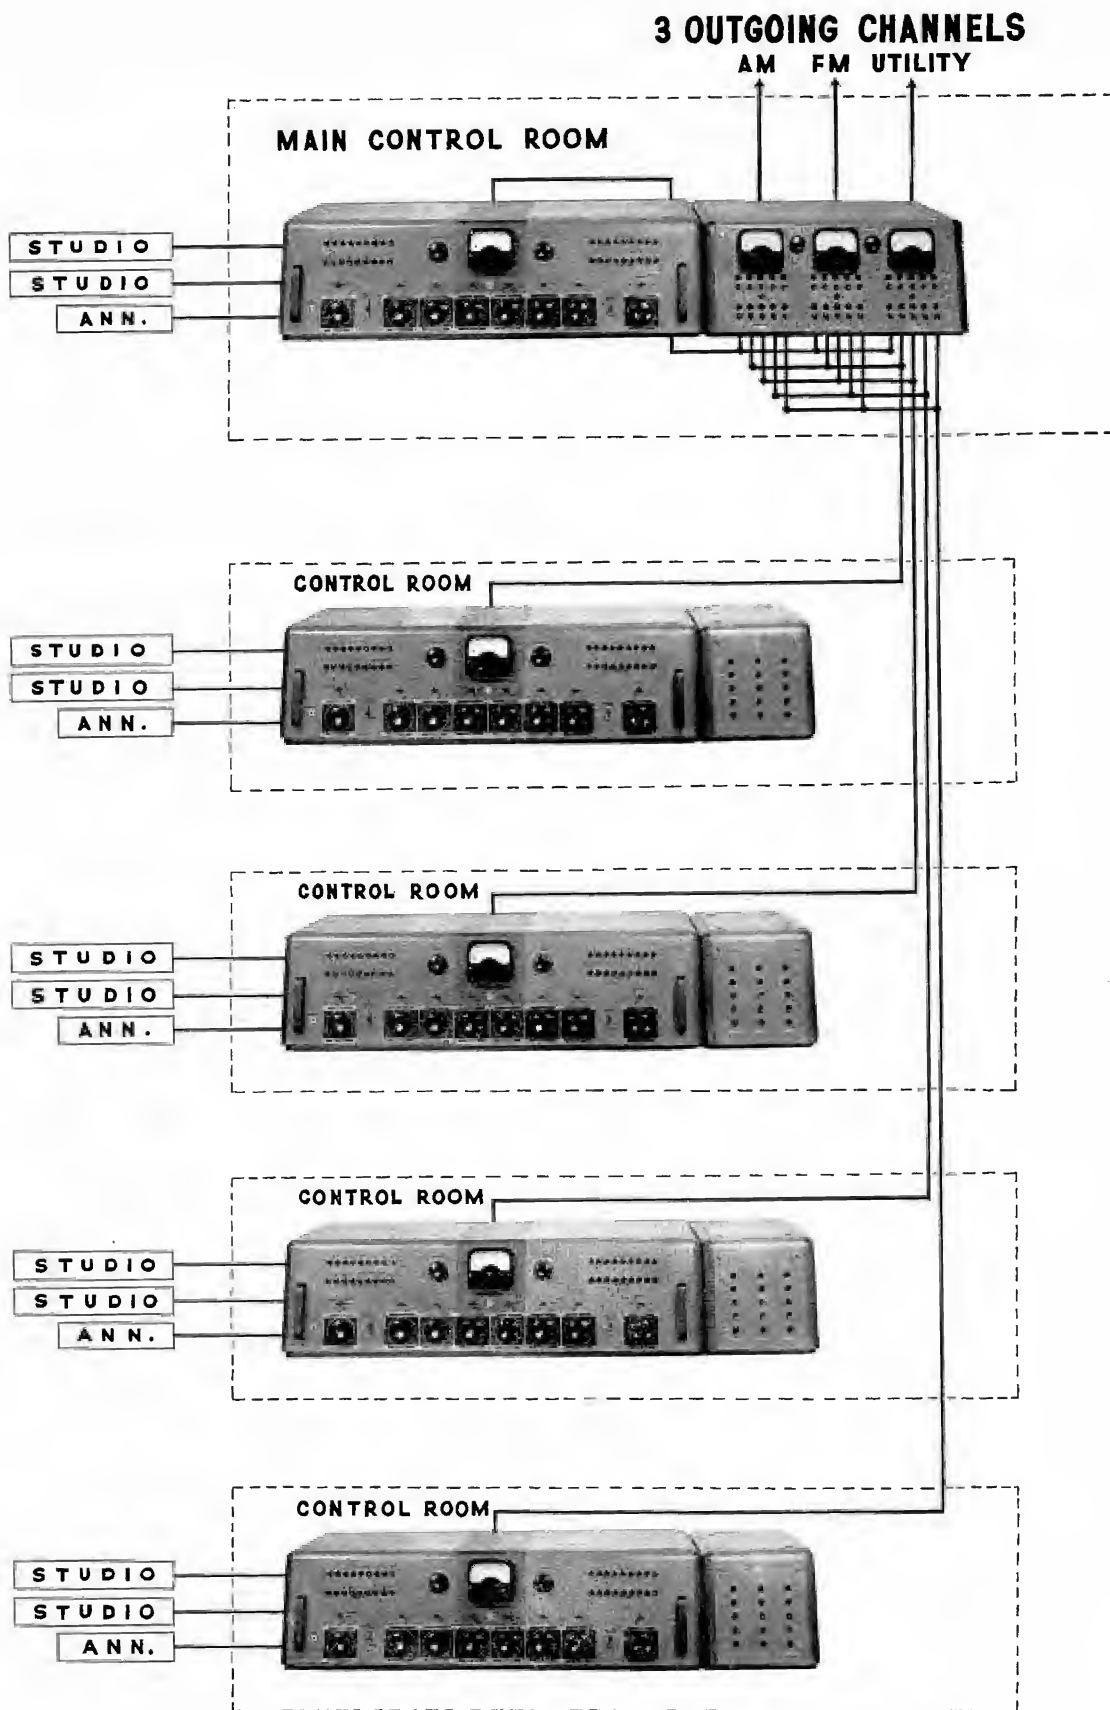 3 OUTGOING CHANNELS
AM FM UTILITY
MAIN CONTROL ROOM
STUDIO
STUDIO
ANN.
CONTROL ROOM
STUDIO
STUDIO
ANN.
CONTROL ROOM
STUDIO
STUDIO
ANN.
CONTROL ROOM
STUDIO
STUDIO
ANN.
CONTROL ROOM
STUDIO
STUDIO
ANN.